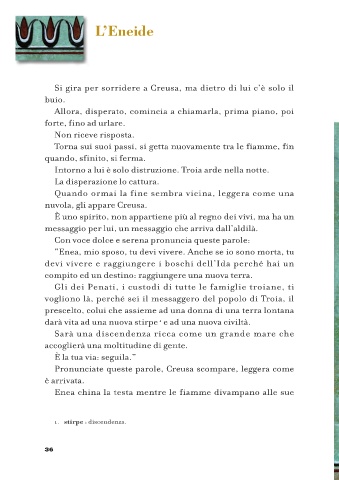 L'Eneide
Si gira per sorridere a Creusa, ma dietro di lui c'è solo il
buio.
Allora, disperato, comincia a chiamarla, prima piano, poi
forte, fino ad urlare.
Non riceve risposta.
Torna sui suoi passi, si getta nuovamente tra le fiamme, fin
quando, sfinito, si ferma.
Intorno a lui è solo distruzione. Troia arde nella notte.
La disperazione lo cattura.
Quando ormai la fine sembra vicina, leggera come una
nuvola, gli appare Creusa.
È uno spirito, non appartiene più al regno dei vivi, ma ha un
messaggio per lui, un messaggio che arriva dall'aldilà.
Con voce dolce e serena pronuncia queste parole:
"Enea, mio sposo, tu devi vivere. Anche se io sono morta, tu
devi vivere e raggiungere i boschi dell'Ida perché hai un
compito ed un destino: raggiungere una nuova terra.
Gli dei Penati, i custodi di tutte le famiglie troiane, ti
vogliono là, perché sei il messaggero del popolo di Troia, il
prescelto, colui che assieme ad una donna di una terra lontana
darà vita ad una nuova stirpe¹ e ad una nuova civiltà.
Sarà una discendenza ricca come un grande mare che
accoglierà una moltitudine di gente.
È la tua via: seguila."
Pronunciate queste parole, Creusa scompare, leggera come
è arrivata.
Enea china la testa mentre le fiamme divampano alle sue
1. stirpe : discendenza.
36